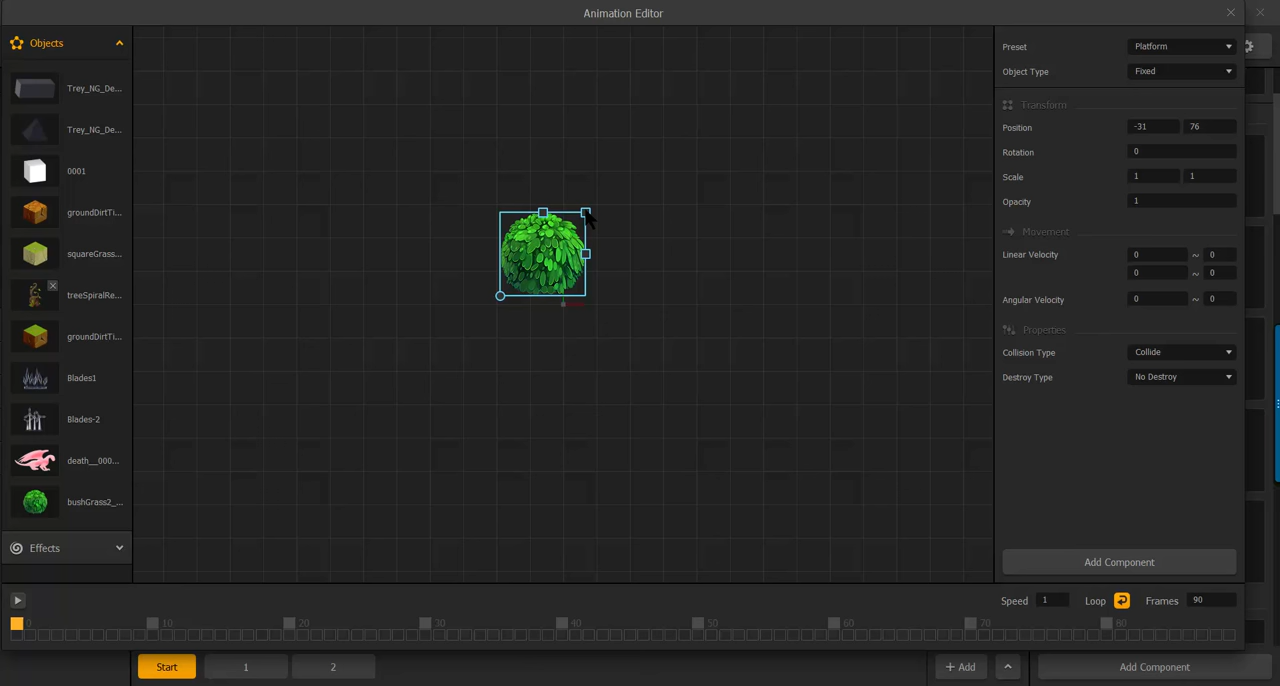 Animation Editor
Objects
Trey_NG_De...
Trey_NG_De...
0001
groundDirtTi...
squareGrass...
treeSpiralRe...
groundDirtTi...
Blades1
Blades-2
death__000...
bushGrass2_...
Effects
Preset Platform
Object Type Fixed
Transform
Position -31 76
Rotation 0
Scale 1 1
Opacity 1
Movement
Linear Velocity 0 ~ 0
0 ~ 0
Angular Velocity 0 ~ 0
Properties
Collision Type Collide
Destroy Type No Destroy
Add Component
Speed 1 Loop Frames 90
0 10 20 30 40 50 60 70 80
Start 1 2 + Add Add Component